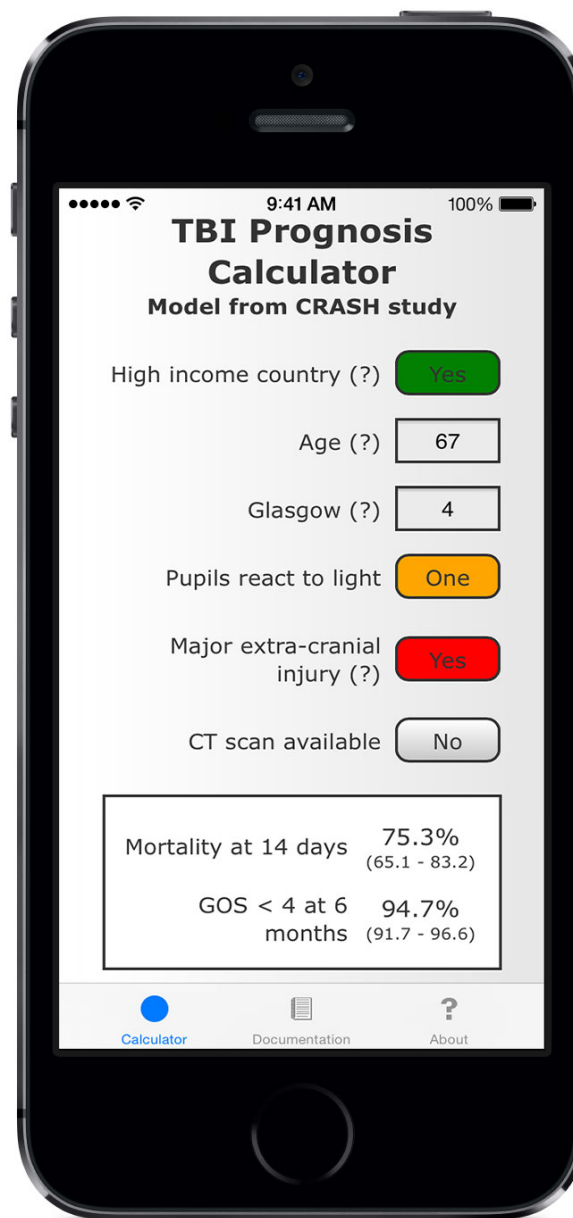 9:41 AM 100%
TBI Prognosis
Calculator
Model from CRASH study
High income country (?) Yes
Age (?) 67
Glasgow (?) 4
Pupils react to light One
Major extra-cranial
injury (?) Yes
CT scan available No
Mortality at 14 days 75.3%
(65.1 - 83.2)
GOS < 4 at 6
months 94.7%
(91.7 - 96.6)
Calculator Documentation About